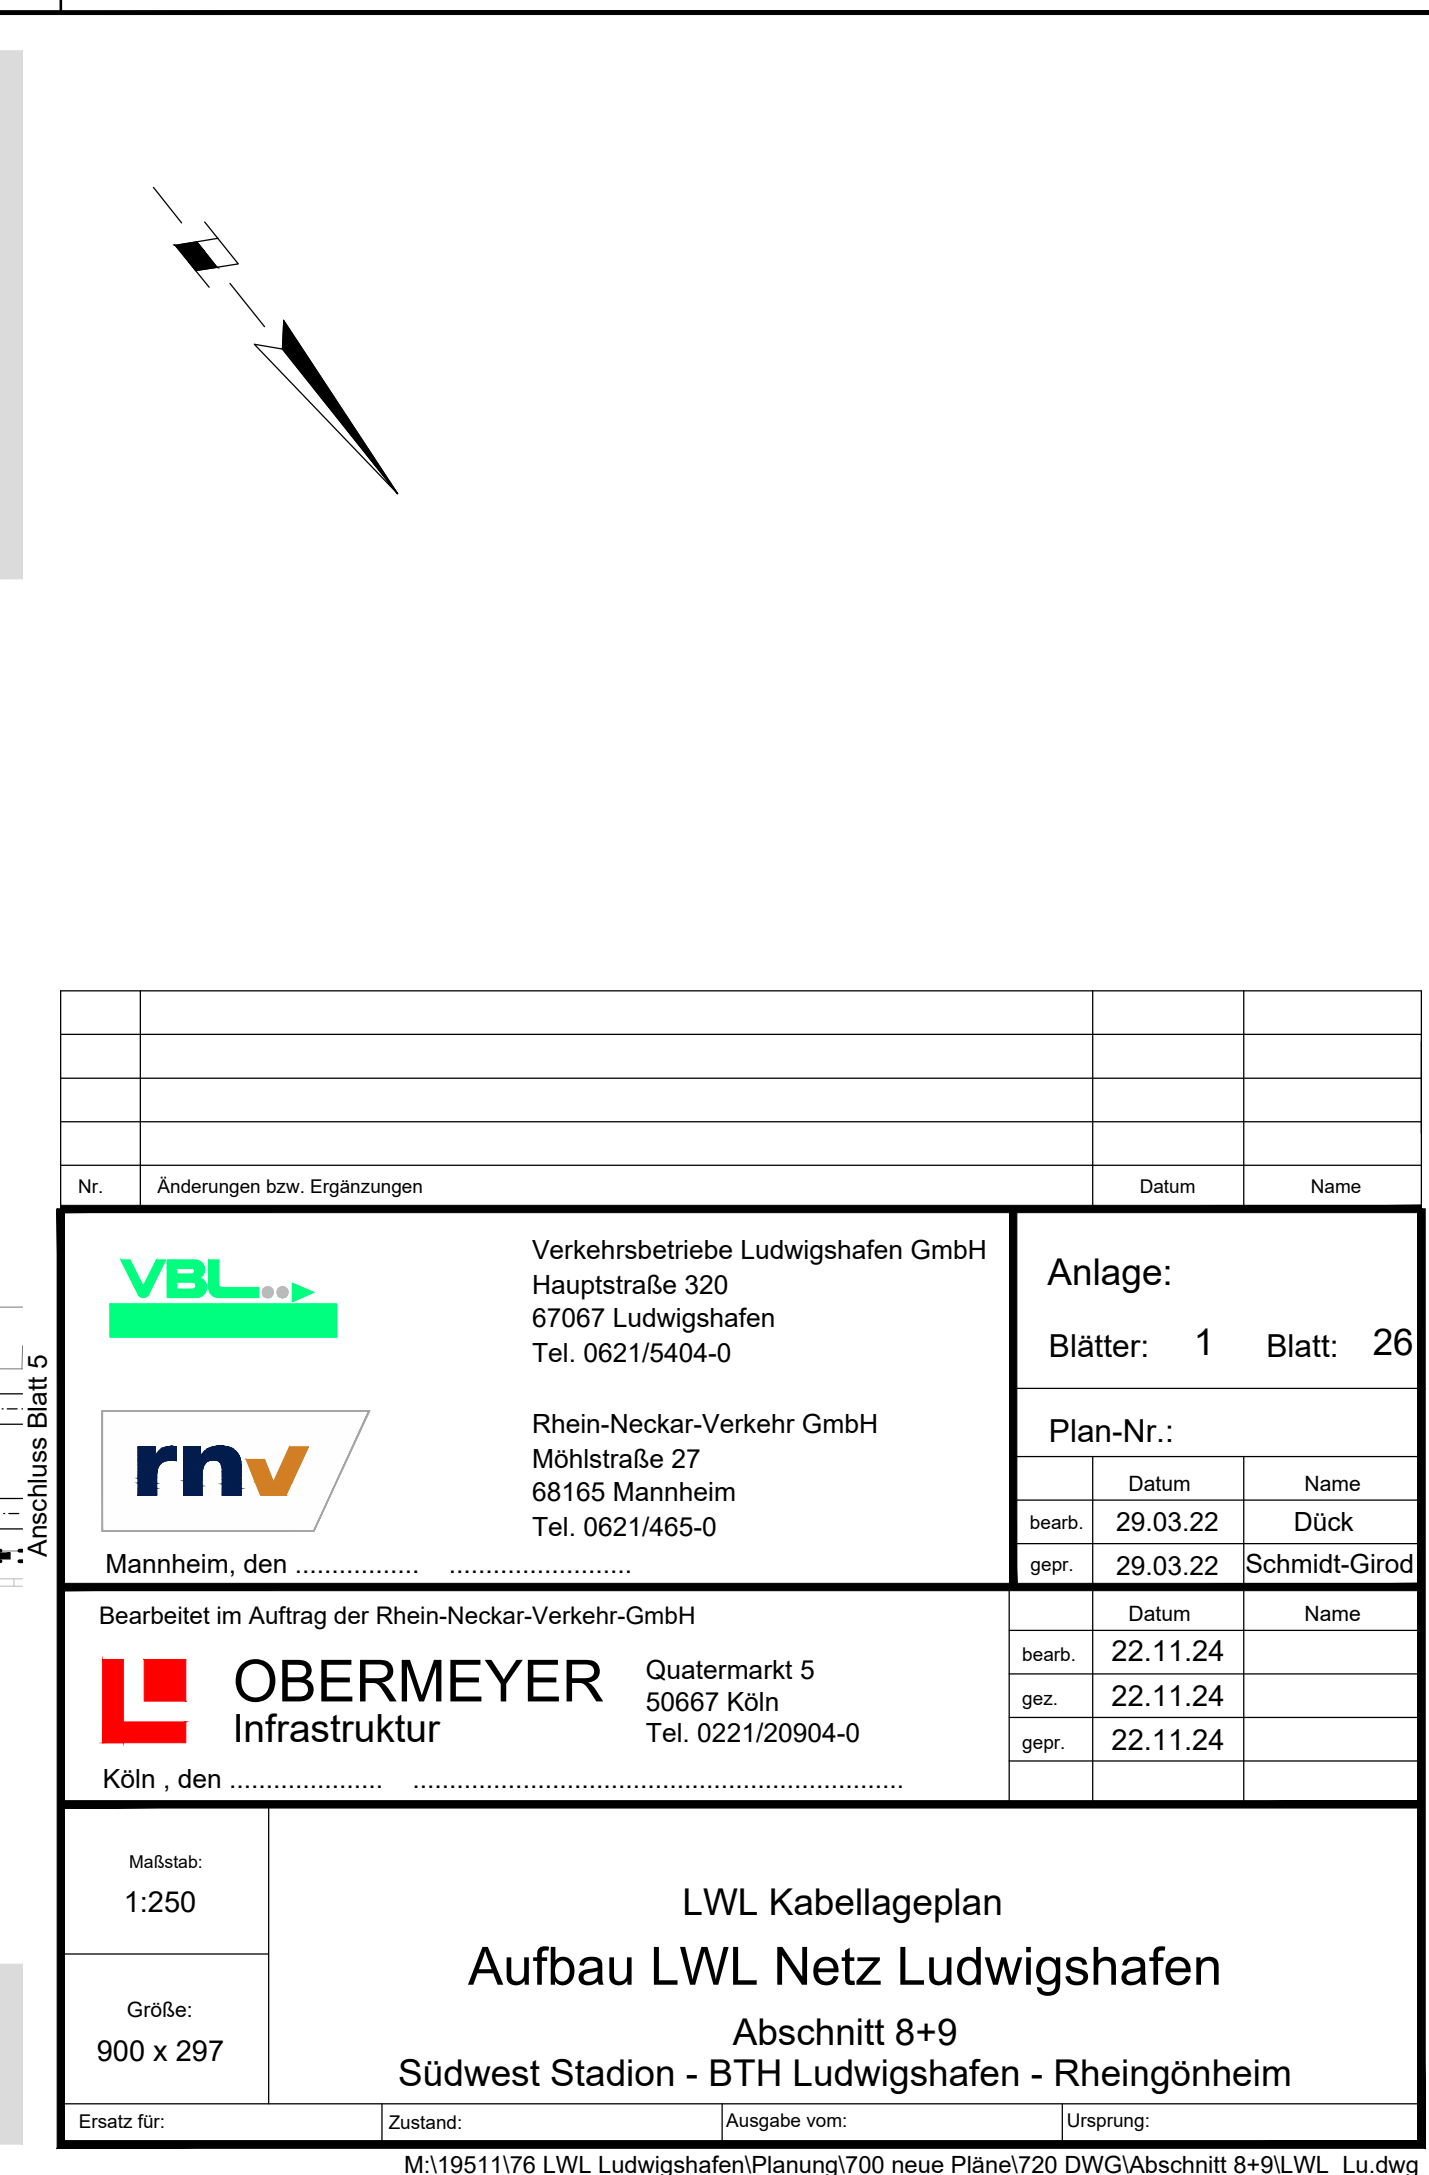 Nr. Änderungen bzw. Ergänzungen Datum Name
VBL
Verkehrsbetriebe Ludwigshafen GmbH
Hauptstraße 320
67067 Ludwigshafen
Tel. 0621/5404-0
rnv
Rhein-Neckar-Verkehr GmbH
Möhlstraße 27
68165 Mannheim
Tel. 0621/465-0
Mannheim, den ................. .........................
Anlage:
Blätter: 1 Blatt: 26
Plan-Nr.:
Datum Name
bearb. 29.03.22 Dück
gepr. 29.03.22 Schmidt-Girod
Anschluss Blatt 5
Bearbeitet im Auftrag der Rhein-Neckar-Verkehr-GmbH
OBERMEYER
Infrastruktur
Quatermarkt 5
50667 Köln
Tel. 0221/20904-0
Köln , den ..................... ...................................................................
Datum Name
bearb. 22.11.24
gez. 22.11.24
gepr. 22.11.24
Maßstab:
1:250
Größe:
900 x 297
LWL Kabellageplan
Aufbau LWL Netz Ludwigshafen
Abschnitt 8+9
Südwest Stadion - BTH Ludwigshafen - Rheingönheim
Ersatz für: Zustand: Ausgabe vom: Ursprung:
M:\19511\76 LWL Ludwigshafen\Planung\700 neue Pläne\720 DWG\Abschnitt 8+9\LWL_Lu.dwg